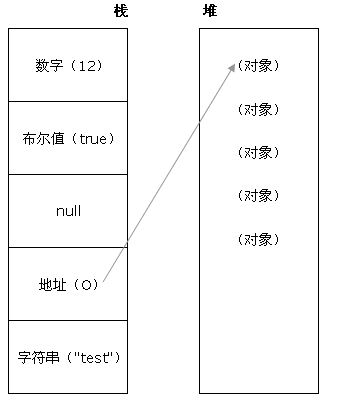 栈
数字（12）
布尔值（true）
null
地址（O）
字符串（"test"）
堆
（对象）
（对象）
（对象）
（对象）
（对象）